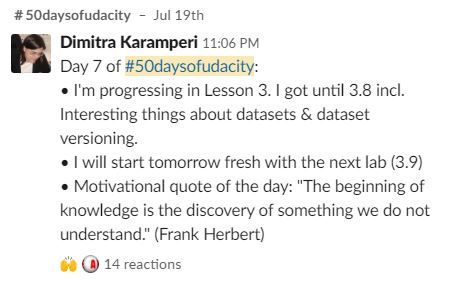 #50daysofudacity – Jul 19th
Dimitra Karamperi 11:06 PM
Day 7 of #50daysofudacity:
• I'm progressing in Lesson 3. I got until 3.8 incl.
Interesting things about datasets & dataset
versioning.
• I will start tomorrow fresh with the next lab (3.9)
• Motivational quote of the day: "The beginning of
knowledge is the discovery of something we do not
understand." (Frank Herbert)
14 reactions